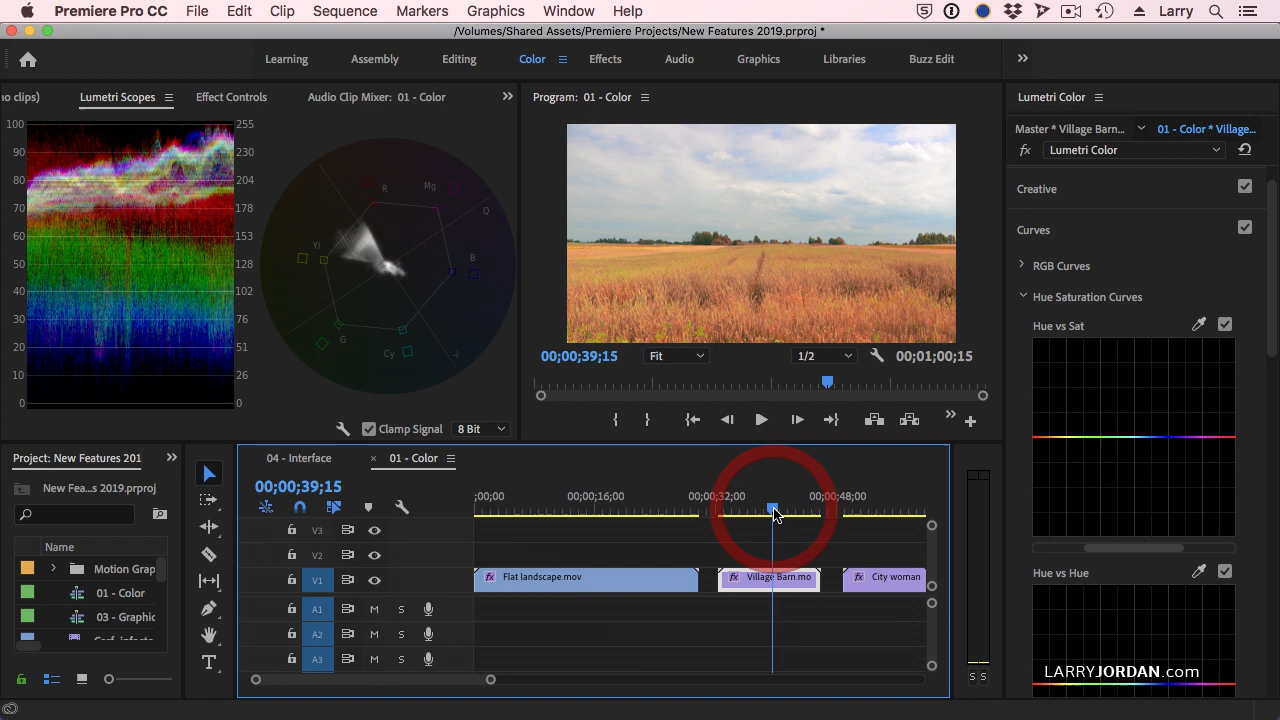 Premiere Pro CC File Edit Clip Sequence Markers Graphics Window Help Larry
/Volumes/Shared Assets/Premiere Projects/New Features 2019.prproj *
Learning Assembly Editing Color Effects Audio Graphics Libraries Buzz Edit
no clips) Lumetri Scopes Effect Controls Audio Clip Mixer: 01 - Color
Program: 01 - Color
Lumetri Color
Master * Village Barn... 01 - Color * Village...
fx Lumetri Color
Creative
Curves
RGB Curves
Hue Saturation Curves
Hue vs Sat
Hue vs Hue
100 255
90 230
80 204
70 178
60 153
50 128
40 102
30 76
20 51
10 26
0 0
R Mg
Q
Yl
B
G
Cy -i
Clamp Signal 8 Bit
00;00;39;15 Fit 1/2 00;01;00;15
Project: New Features 201
New Fea...s 2019.prproj
Name
Motion Grap
01 - Color
03 - Graphic
04 - Interface × 01 - Color
00;00;39;15
;00;00 00;00;16;00 00;00;32;00 00;00;48;00
V3
V2
V1 fx Flat landscape.mov fx Village Barn.mo fx City woman
A1 M S
A2 M S
A3 M S
S S
LARRYJORDAN.com